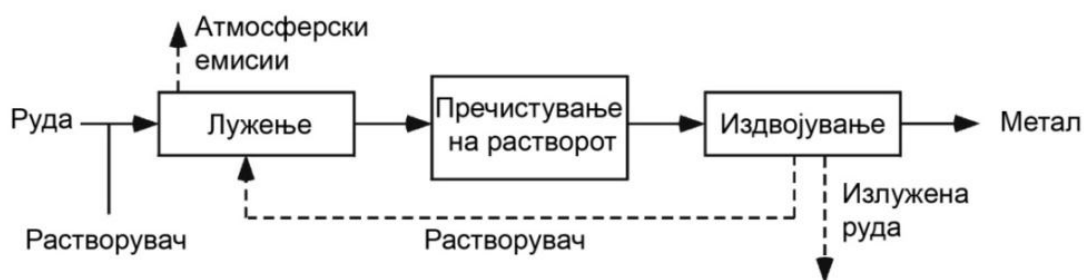 Атмосферски
емисии
Руда
Лужење
Пречистување
на растворот
Издвојување
Метал
Растворувач
Растворувач
Излужена
руда